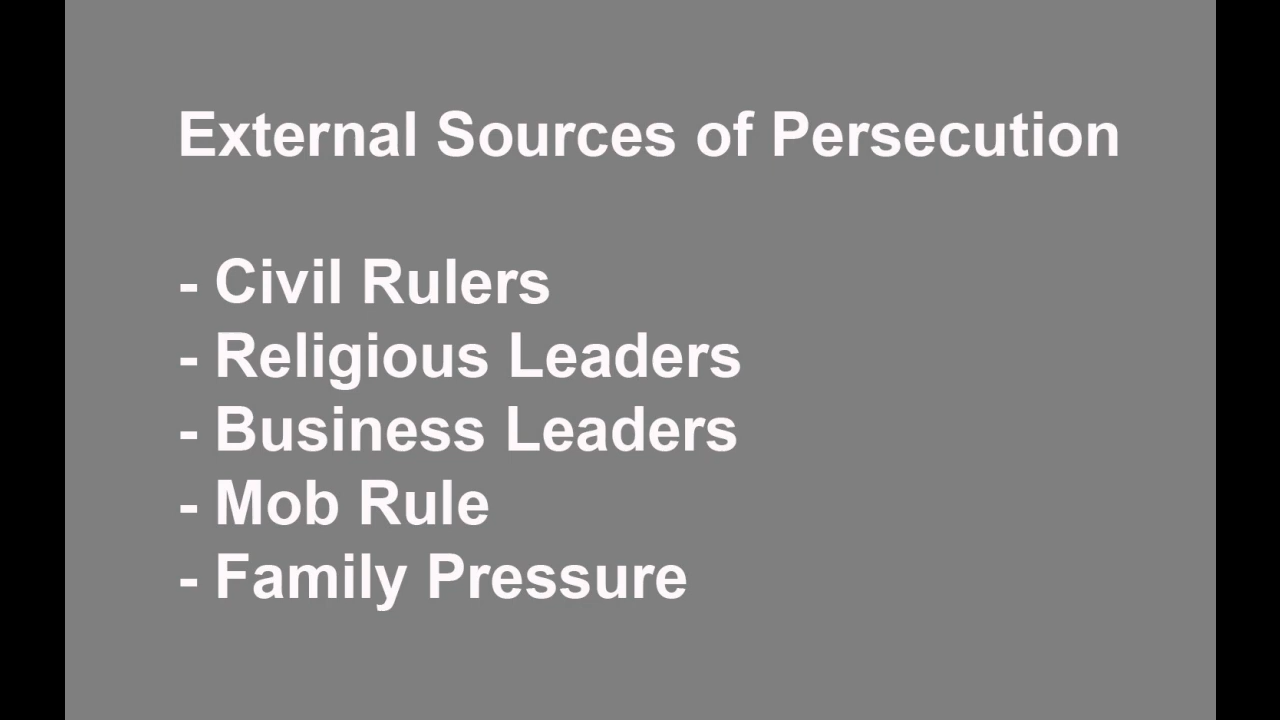 External Sources of Persecution
- Civil Rulers
- Religious Leaders
- Business Leaders
- Mob Rule
- Family Pressure